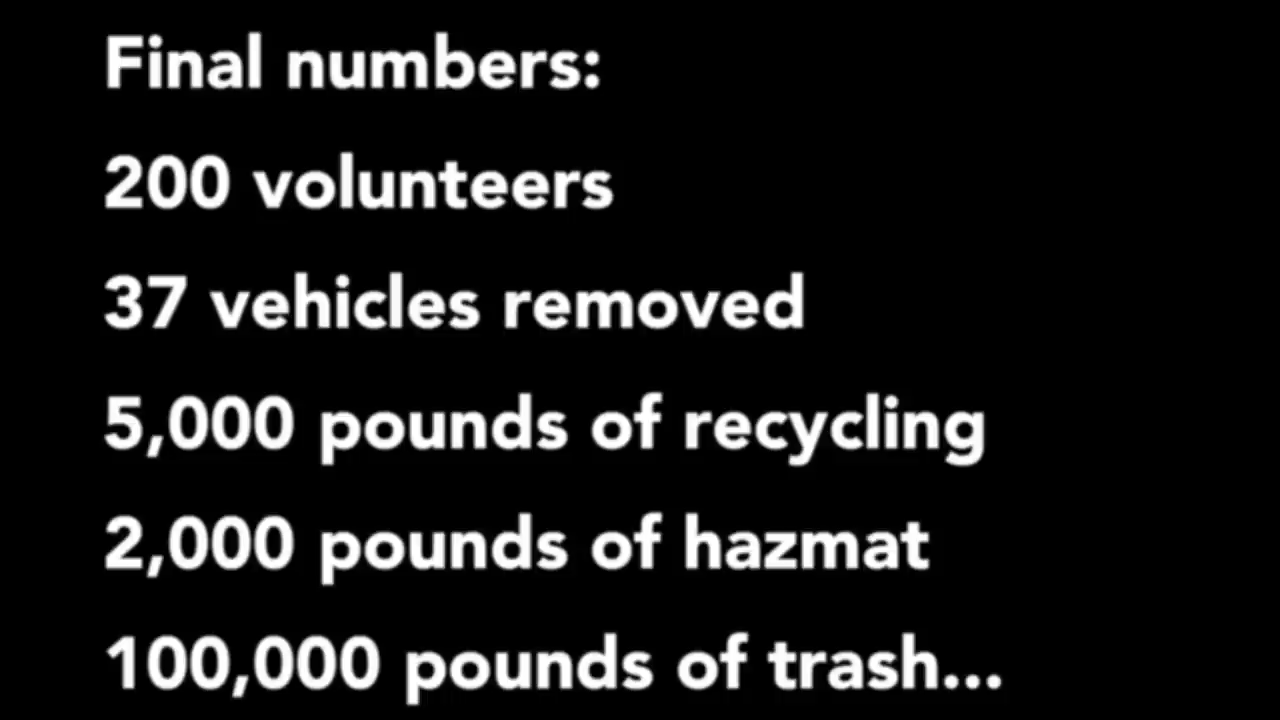 Final numbers:
200 volunteers
37 vehicles removed
5,000 pounds of recycling
2,000 pounds of hazmat
100,000 pounds of trash...